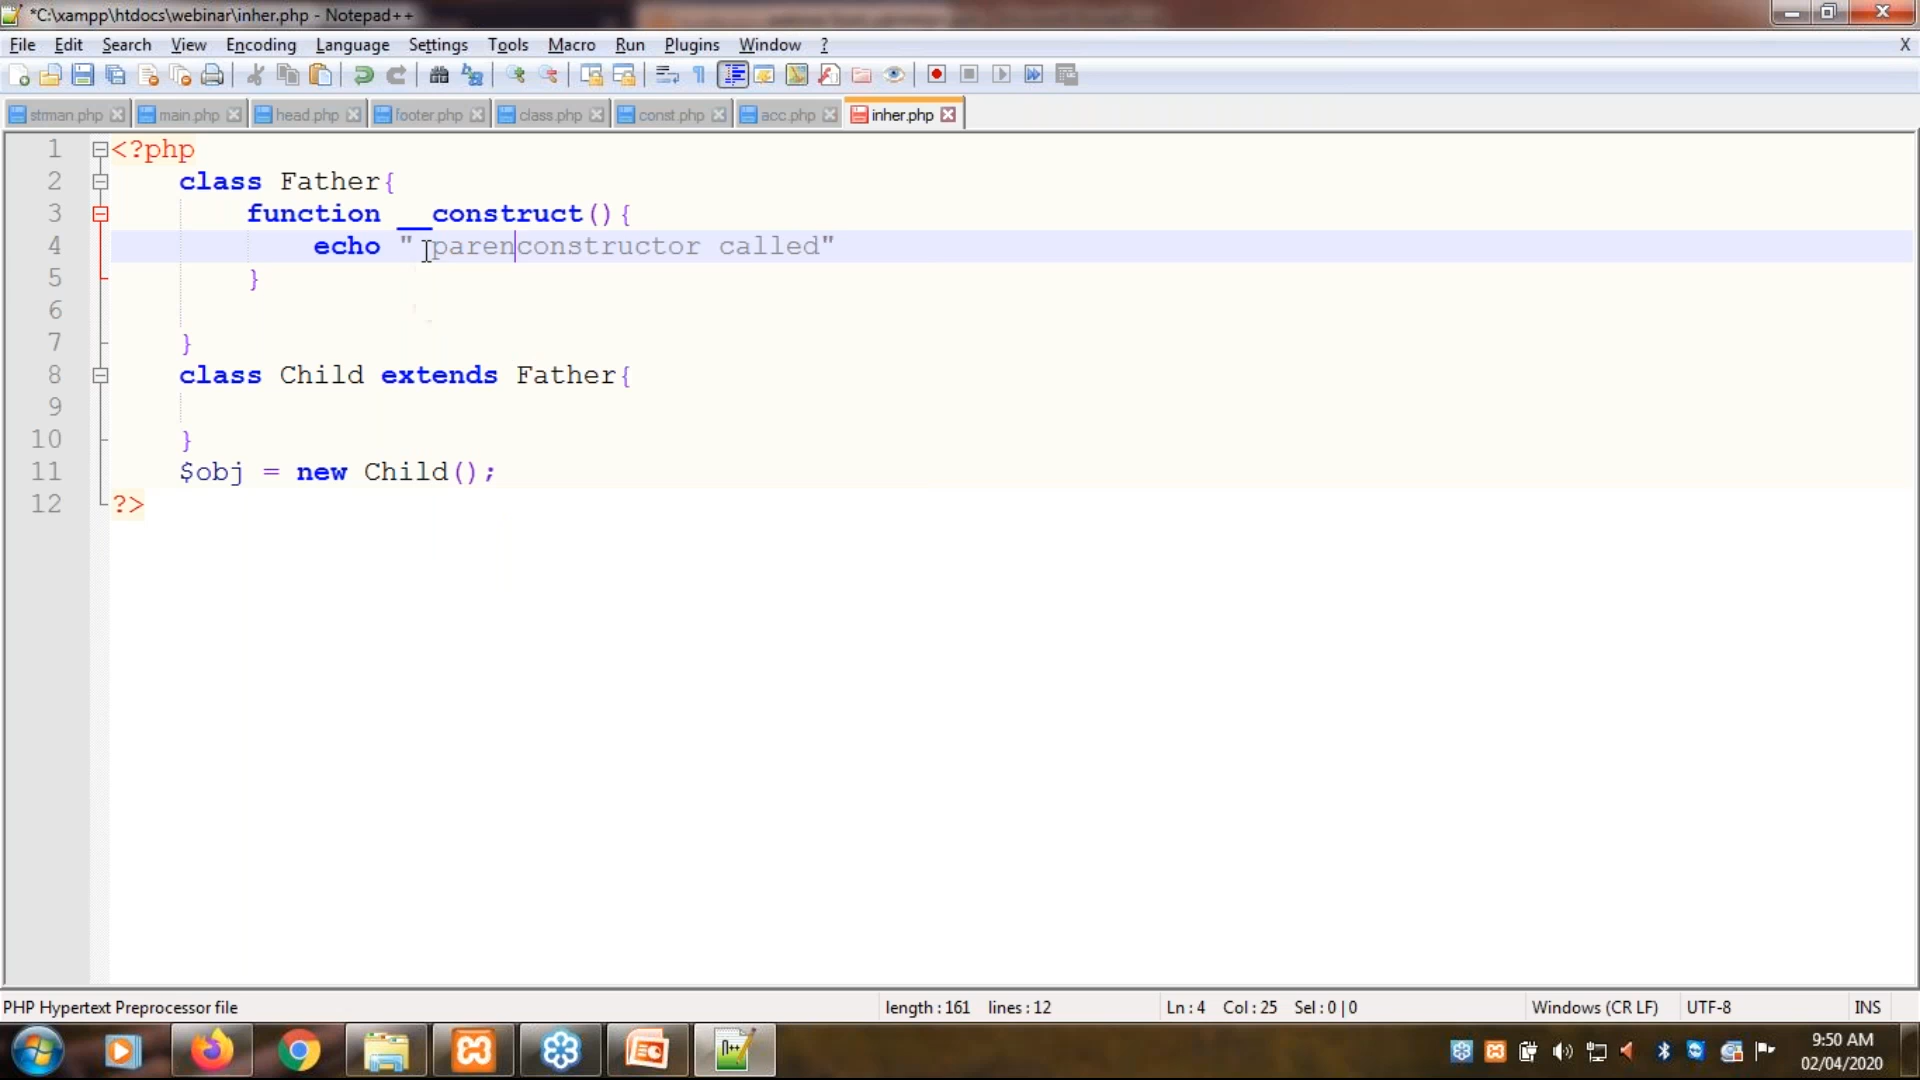 *C:\xampp\htdocs\webinar\inher.php - Notepad++
File Edit Search View Encoding Language Settings Tools Macro Run Plugins Window ? X
stman.php main.php head.php footer.php class.php const.php acc.php inher.php
1 <?php
2 class Father{
3 function __construct(){
4 echo " parenconstructor called"
5 }
6
7 }
8 class Child extends Father{
9
10 }
11 $obj = new Child();
12 ?>
PHP Hypertext Preprocessor file length : 161 lines : 12 Ln : 4 Col : 25 Sel : 0 | 0 Windows (CR LF) UTF-8 INS
9:50 AM
02/04/2020